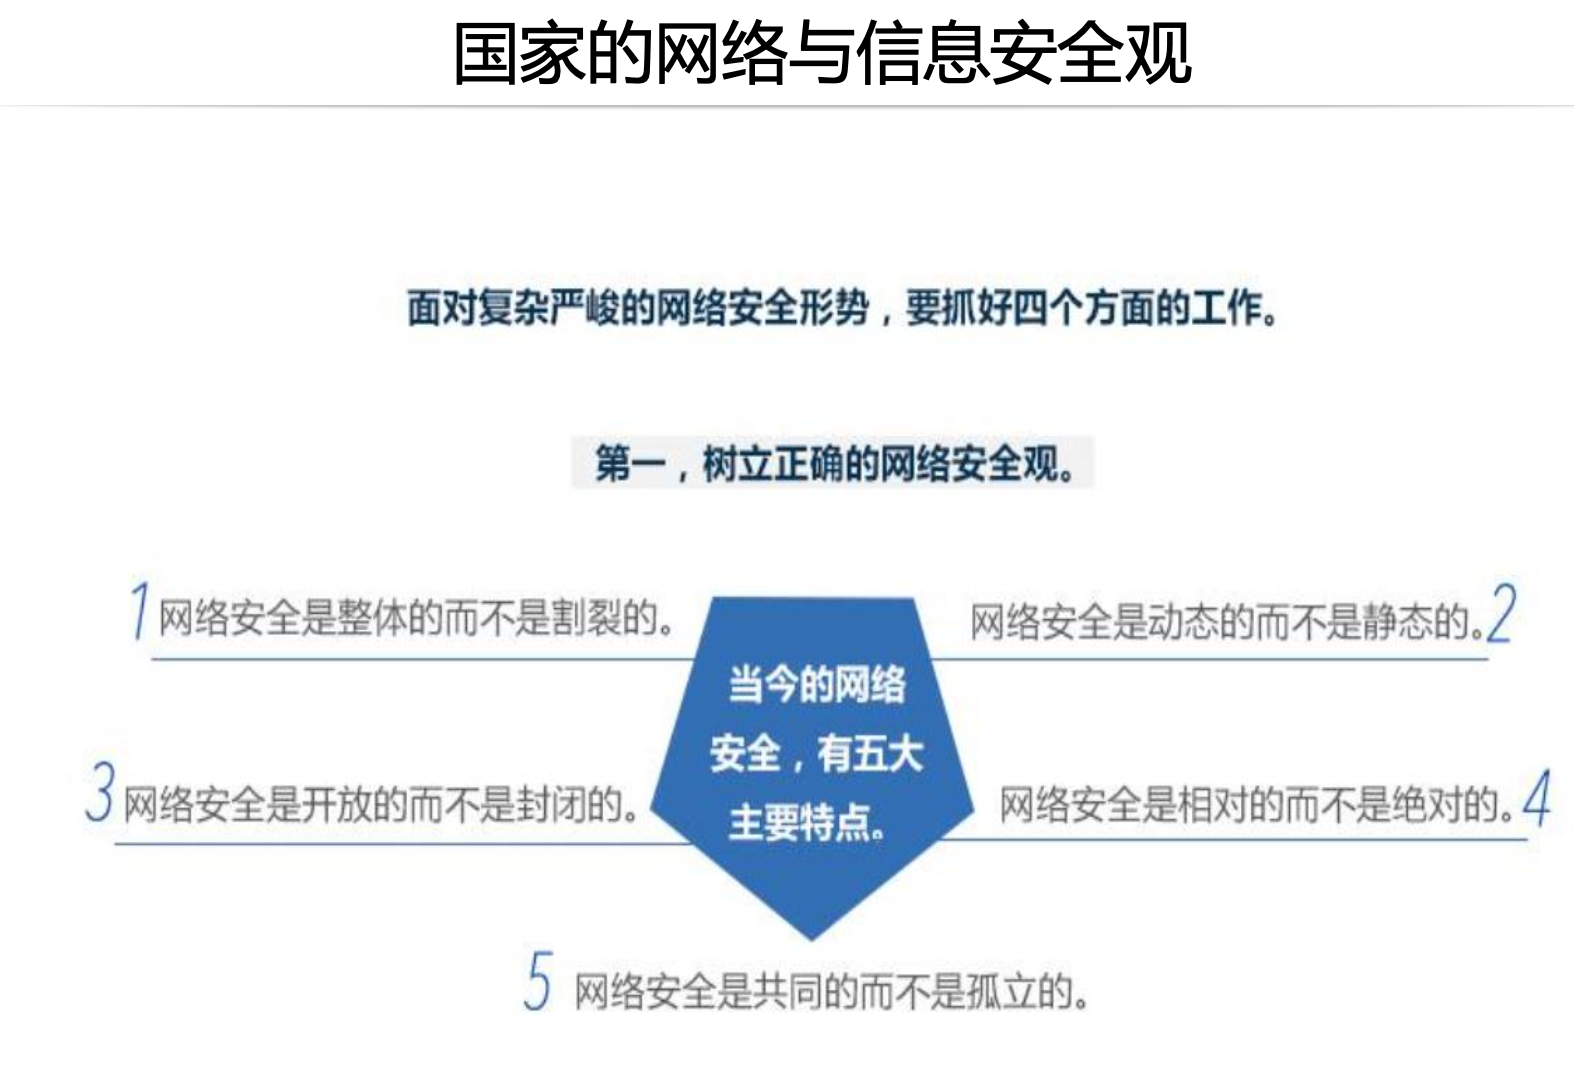 国家的网络与信息安全观
面对复杂严峻的网络安全形势，要抓好四个方面的工作。
第一，树立正确的网络安全观。
1 网络安全是整体的而不是割裂的。
网络安全是动态的而不是静态的。2
当今的网络
安全，有五大
主要特点。
3 网络安全是开放的而不是封闭的。
网络安全是相对的而不是绝对的。4
5 网络安全是共同的而不是孤立的。